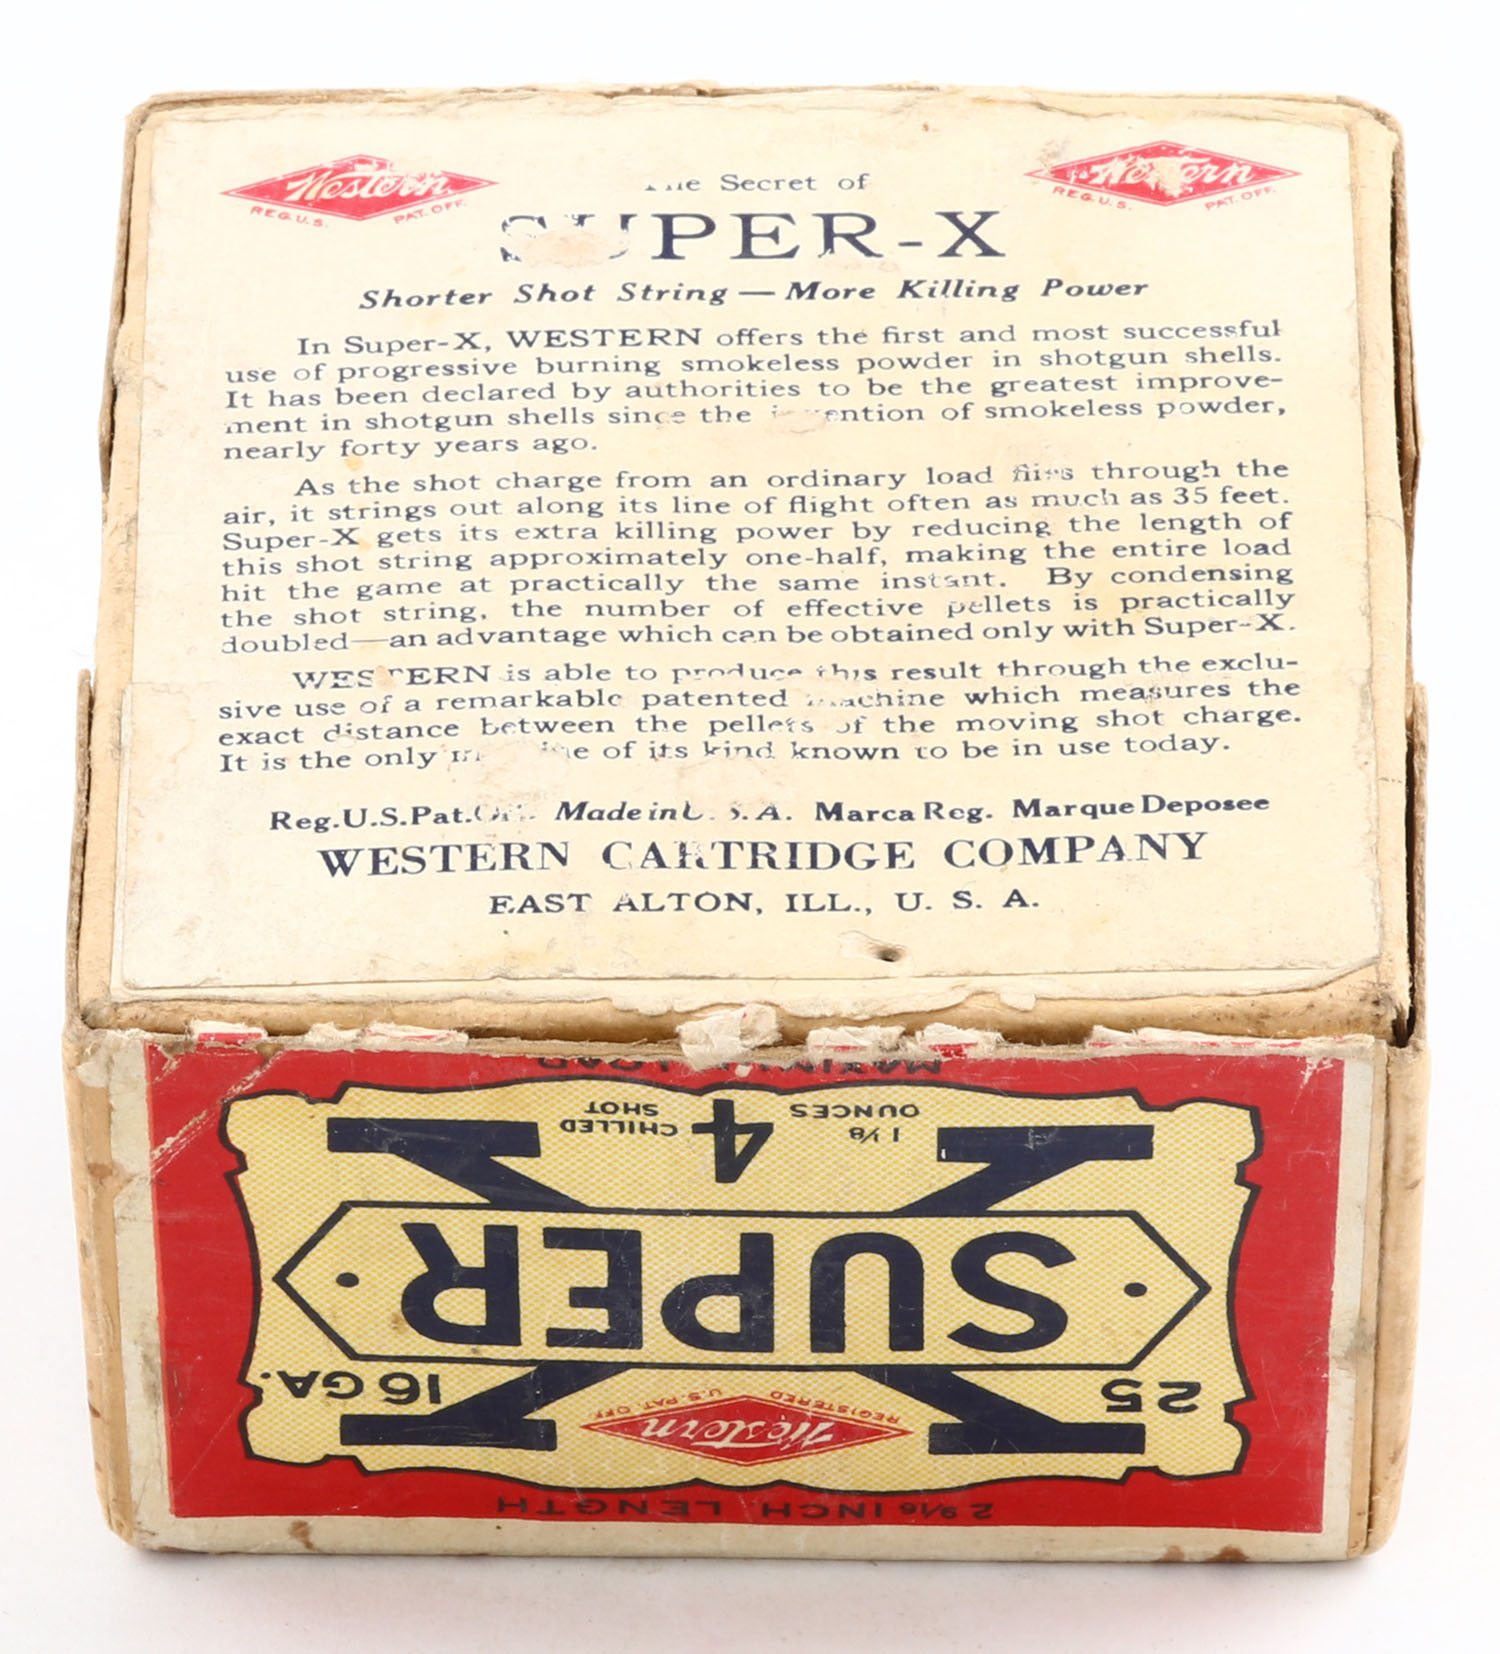 Western
REG. U.S. PAT. OFF.
Western
REG. U.S. PAT. OFF.
The Secret of
SUPER-X
Shorter Shot String — More Killing Power
In Super-X, WESTERN offers the first and most successful
use of progressive burning smokeless powder in shotgun shells.
It has been declared by authorities to be the greatest improve-
ment in shotgun shells since the invention of smokeless powder,
nearly forty years ago.
As the shot charge from an ordinary load flies through the
air, it strings out along its line of flight often as much as 35 feet.
Super-X gets its extra killing power by reducing the length of
this shot string approximately one-half, making the entire load
hit the game at practically the same instant. By condensing
the shot string, the number of effective pellets is practically
doubled—an advantage which can be obtained only with Super-X.
WESTERN is able to produce this result through the exclu-
sive use of a remarkable patented machine which measures the
exact distance between the pellets of the moving shot charge.
It is the only machine of its kind known to be in use today.
Reg.U.S.Pat.Off. Made in U.S.A. Marca Reg. Marque Deposee
WESTERN CARTRIDGE COMPANY
EAST ALTON, ILL., U. S. A.
2 9/16 INCH LENGTH
Western
REGISTERED U.S. PAT. OFF.
25 16 GA.
X
SUPER
1 1/8 OUNCES 4 CHILLED SHOT
MAXIMUM LOAD